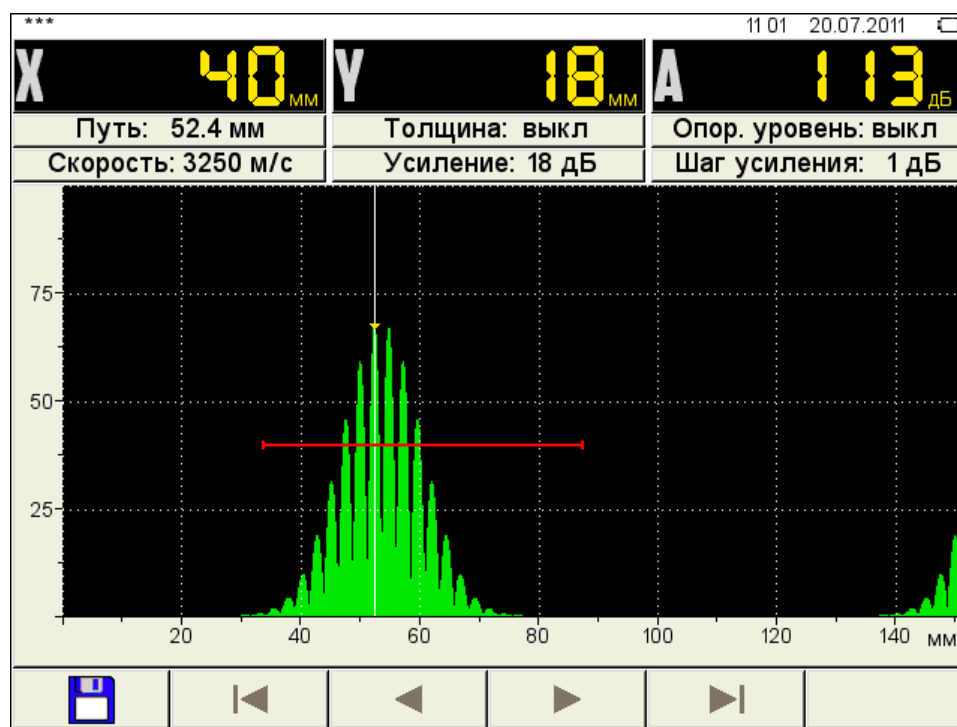 ***
11 01 20.07.2011
X 40 мм Y 18 мм A 113 дБ
Путь: 52.4 мм Толщина: выкл Опор. уровень: выкл
Скорость: 3250 м/с Усиление: 18 дБ Шаг усиления: 1 дБ
75
50
25
20 40 60 80 100 120 140 мм